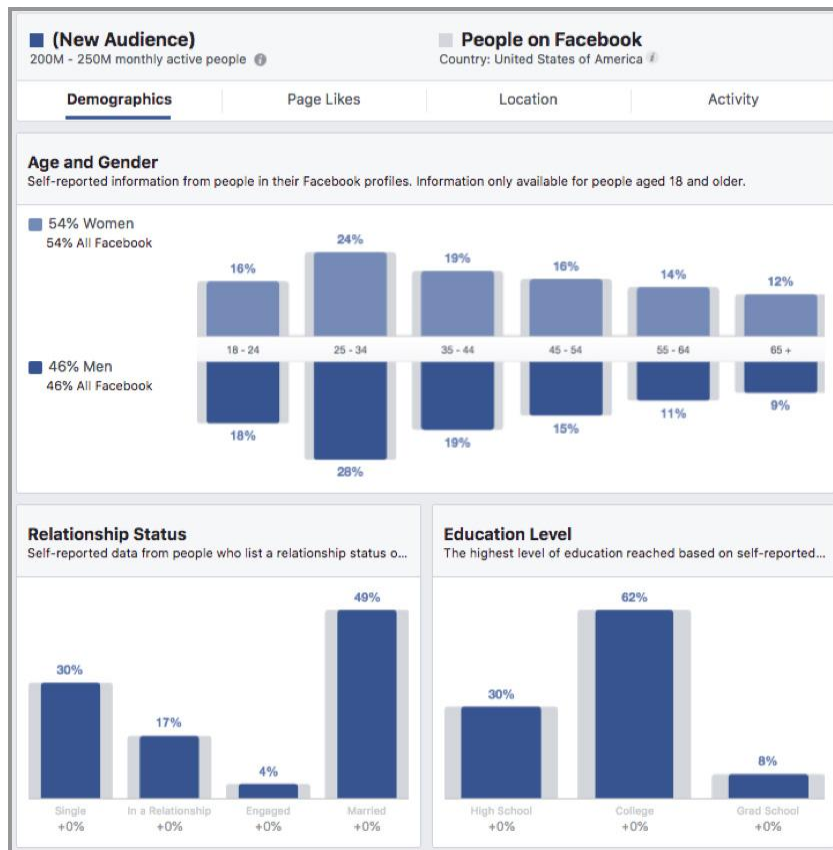 (New Audience)
200M - 250M monthly active people
People on Facebook
Country: United States of America
Demographics
Page Likes
Location
Activity
Age and Gender
Self-reported information from people in their Facebook profiles. Information only available for people aged 18 and older.
54% Women
54% All Facebook
16%
24%
19%
16%
14%
12%
18 - 24
25 - 34
35 - 44
45 - 54
55 - 64
65 +
46% Men
46% All Facebook
18%
28%
19%
15%
11%
9%
Relationship Status
Self-reported data from people who list a relationship status o...
30%
17%
4%
49%
Single
In a Relationship
Engaged
Married
+0%
+0%
+0%
+0%
Education Level
The highest level of education reached based on self-reported...
30%
62%
8%
High School
College
Grad School
+0%
+0%
+0%